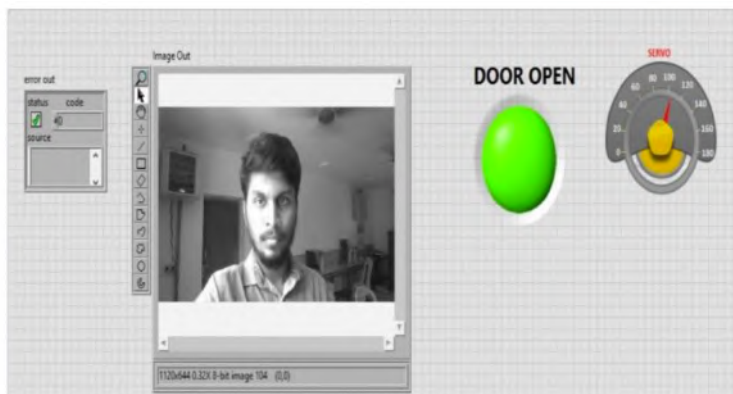 Image Out
error out
status code
source
1120x644 0.32X 8-bit image 104 (0,0)
DOOR OPEN
SERVO
0
20
40
60
80
100
120
140
160
180